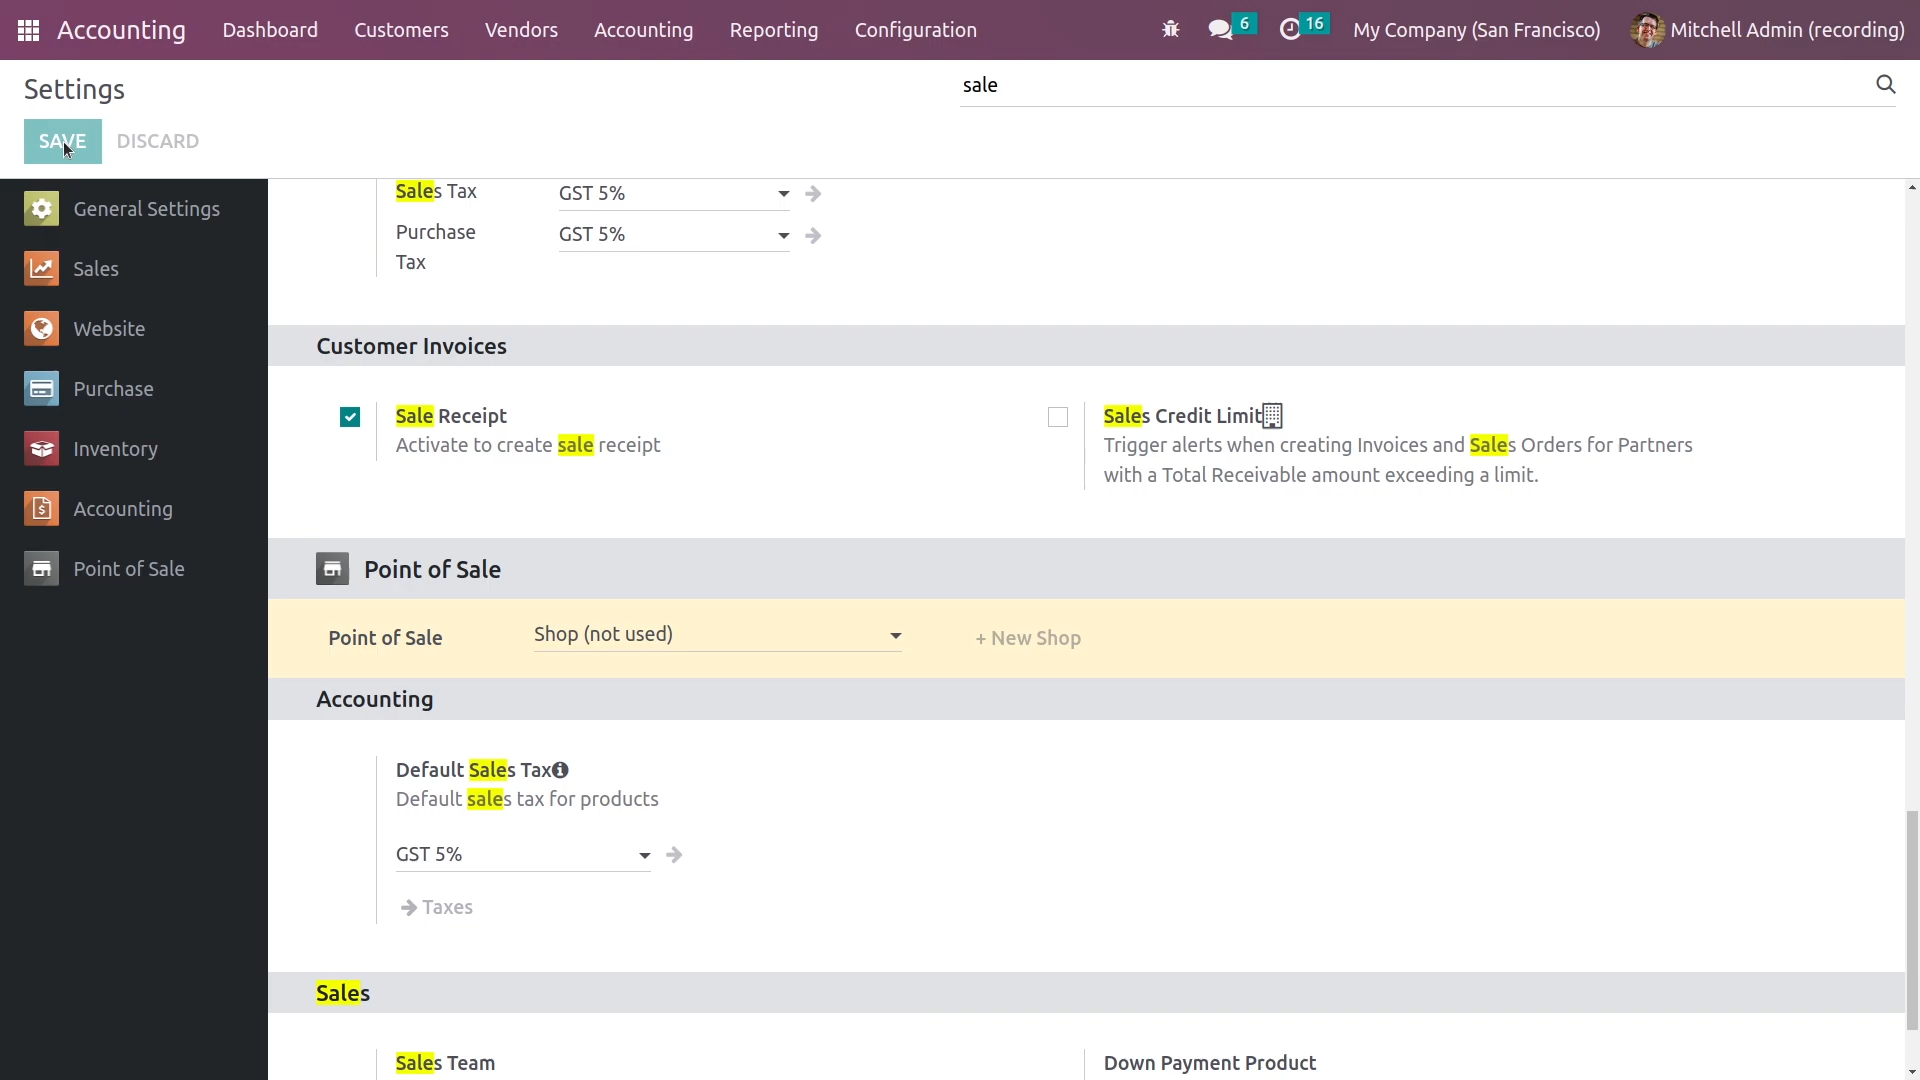 Accounting Dashboard Customers Vendors Accounting Reporting Configuration 6 16 My Company (San Francisco) Mitchell Admin (recording)
Settings
sale
SAVE DISCARD
General Settings
Sales
Website
Purchase
Inventory
Accounting
Point of Sale
Sales Tax GST 5%
Purchase Tax GST 5%
Customer Invoices
Sale Receipt
Activate to create sale receipt
Sales Credit Limit
Trigger alerts when creating Invoices and Sales Orders for Partners
with a Total Receivable amount exceeding a limit.
Point of Sale
Point of Sale Shop (not used) + New Shop
Accounting
Default Sales Tax
Default sales tax for products
GST 5%
Taxes
Sales
Sales Team Down Payment Product